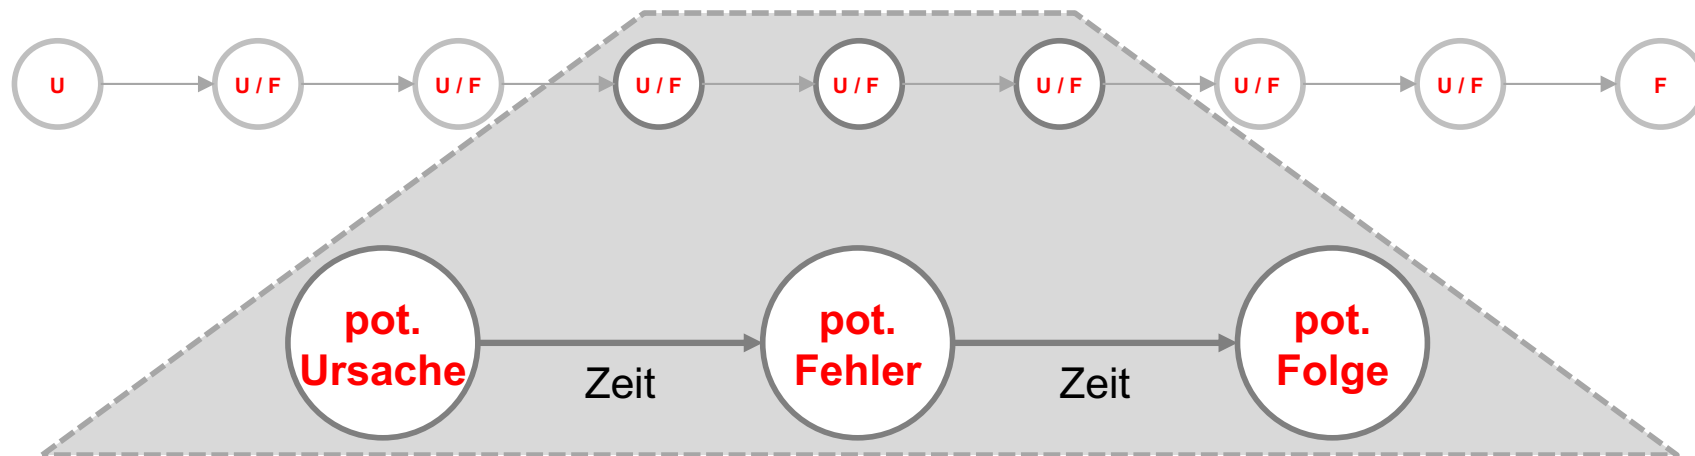 U
U / F
U / F
U / F
U / F
U / F
U / F
U / F
F
pot.
Ursache
Zeit
pot.
Fehler
Zeit
pot.
Folge